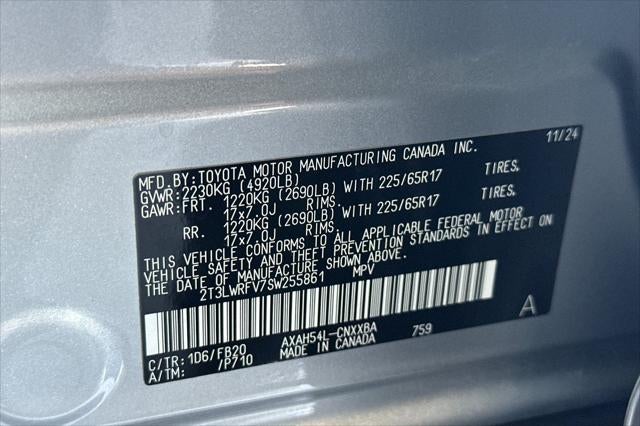 11/24
MFD.BY:TOYOTA MOTOR MANUFACTURING CANADA INC.
GVWR:2230KG (4920LB)
GAWR:FRT. 1220KG (2690LB) WITH 225/65R17 TIRES.
17x7.0J RIMS.
RR. 1220KG (2690LB) WITH 225/65R17 TIRES.
17x7.0J RIMS.
THIS VEHICLE CONFORMS TO ALL APPLICABLE FEDERAL MOTOR
VEHICLE SAFETY AND THEFT PREVENTION STANDARDS IN EFFECT ON
THE DATE OF MANUFACTURE SHOWN ABOVE.
2T3LWRFV7SW255861 MPV
A
C/TR: 1D6/FB20 AXAH54L-CNXXBA 759
A/TM: /P710 MADE IN CANADA